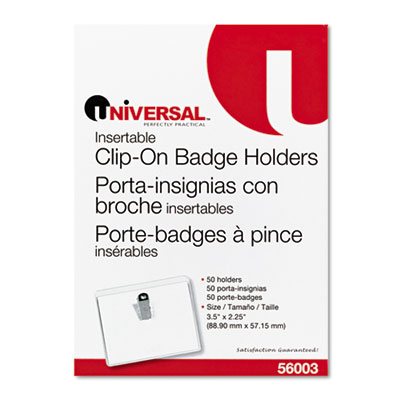 UNIVERSAL™
PERFECTLY PRACTICAL
Insertable
Clip-On Badge Holders
Porta-insignias con
broche insertables
Porte-badges à pince
insérables
• 50 holders
50 porta-insignias
50 porte-badges
• Size / Tamaño / Taille
3.5" x 2.25"
(88.90 mm x 57.15 mm)
Satisfaction Guaranteed!
56003